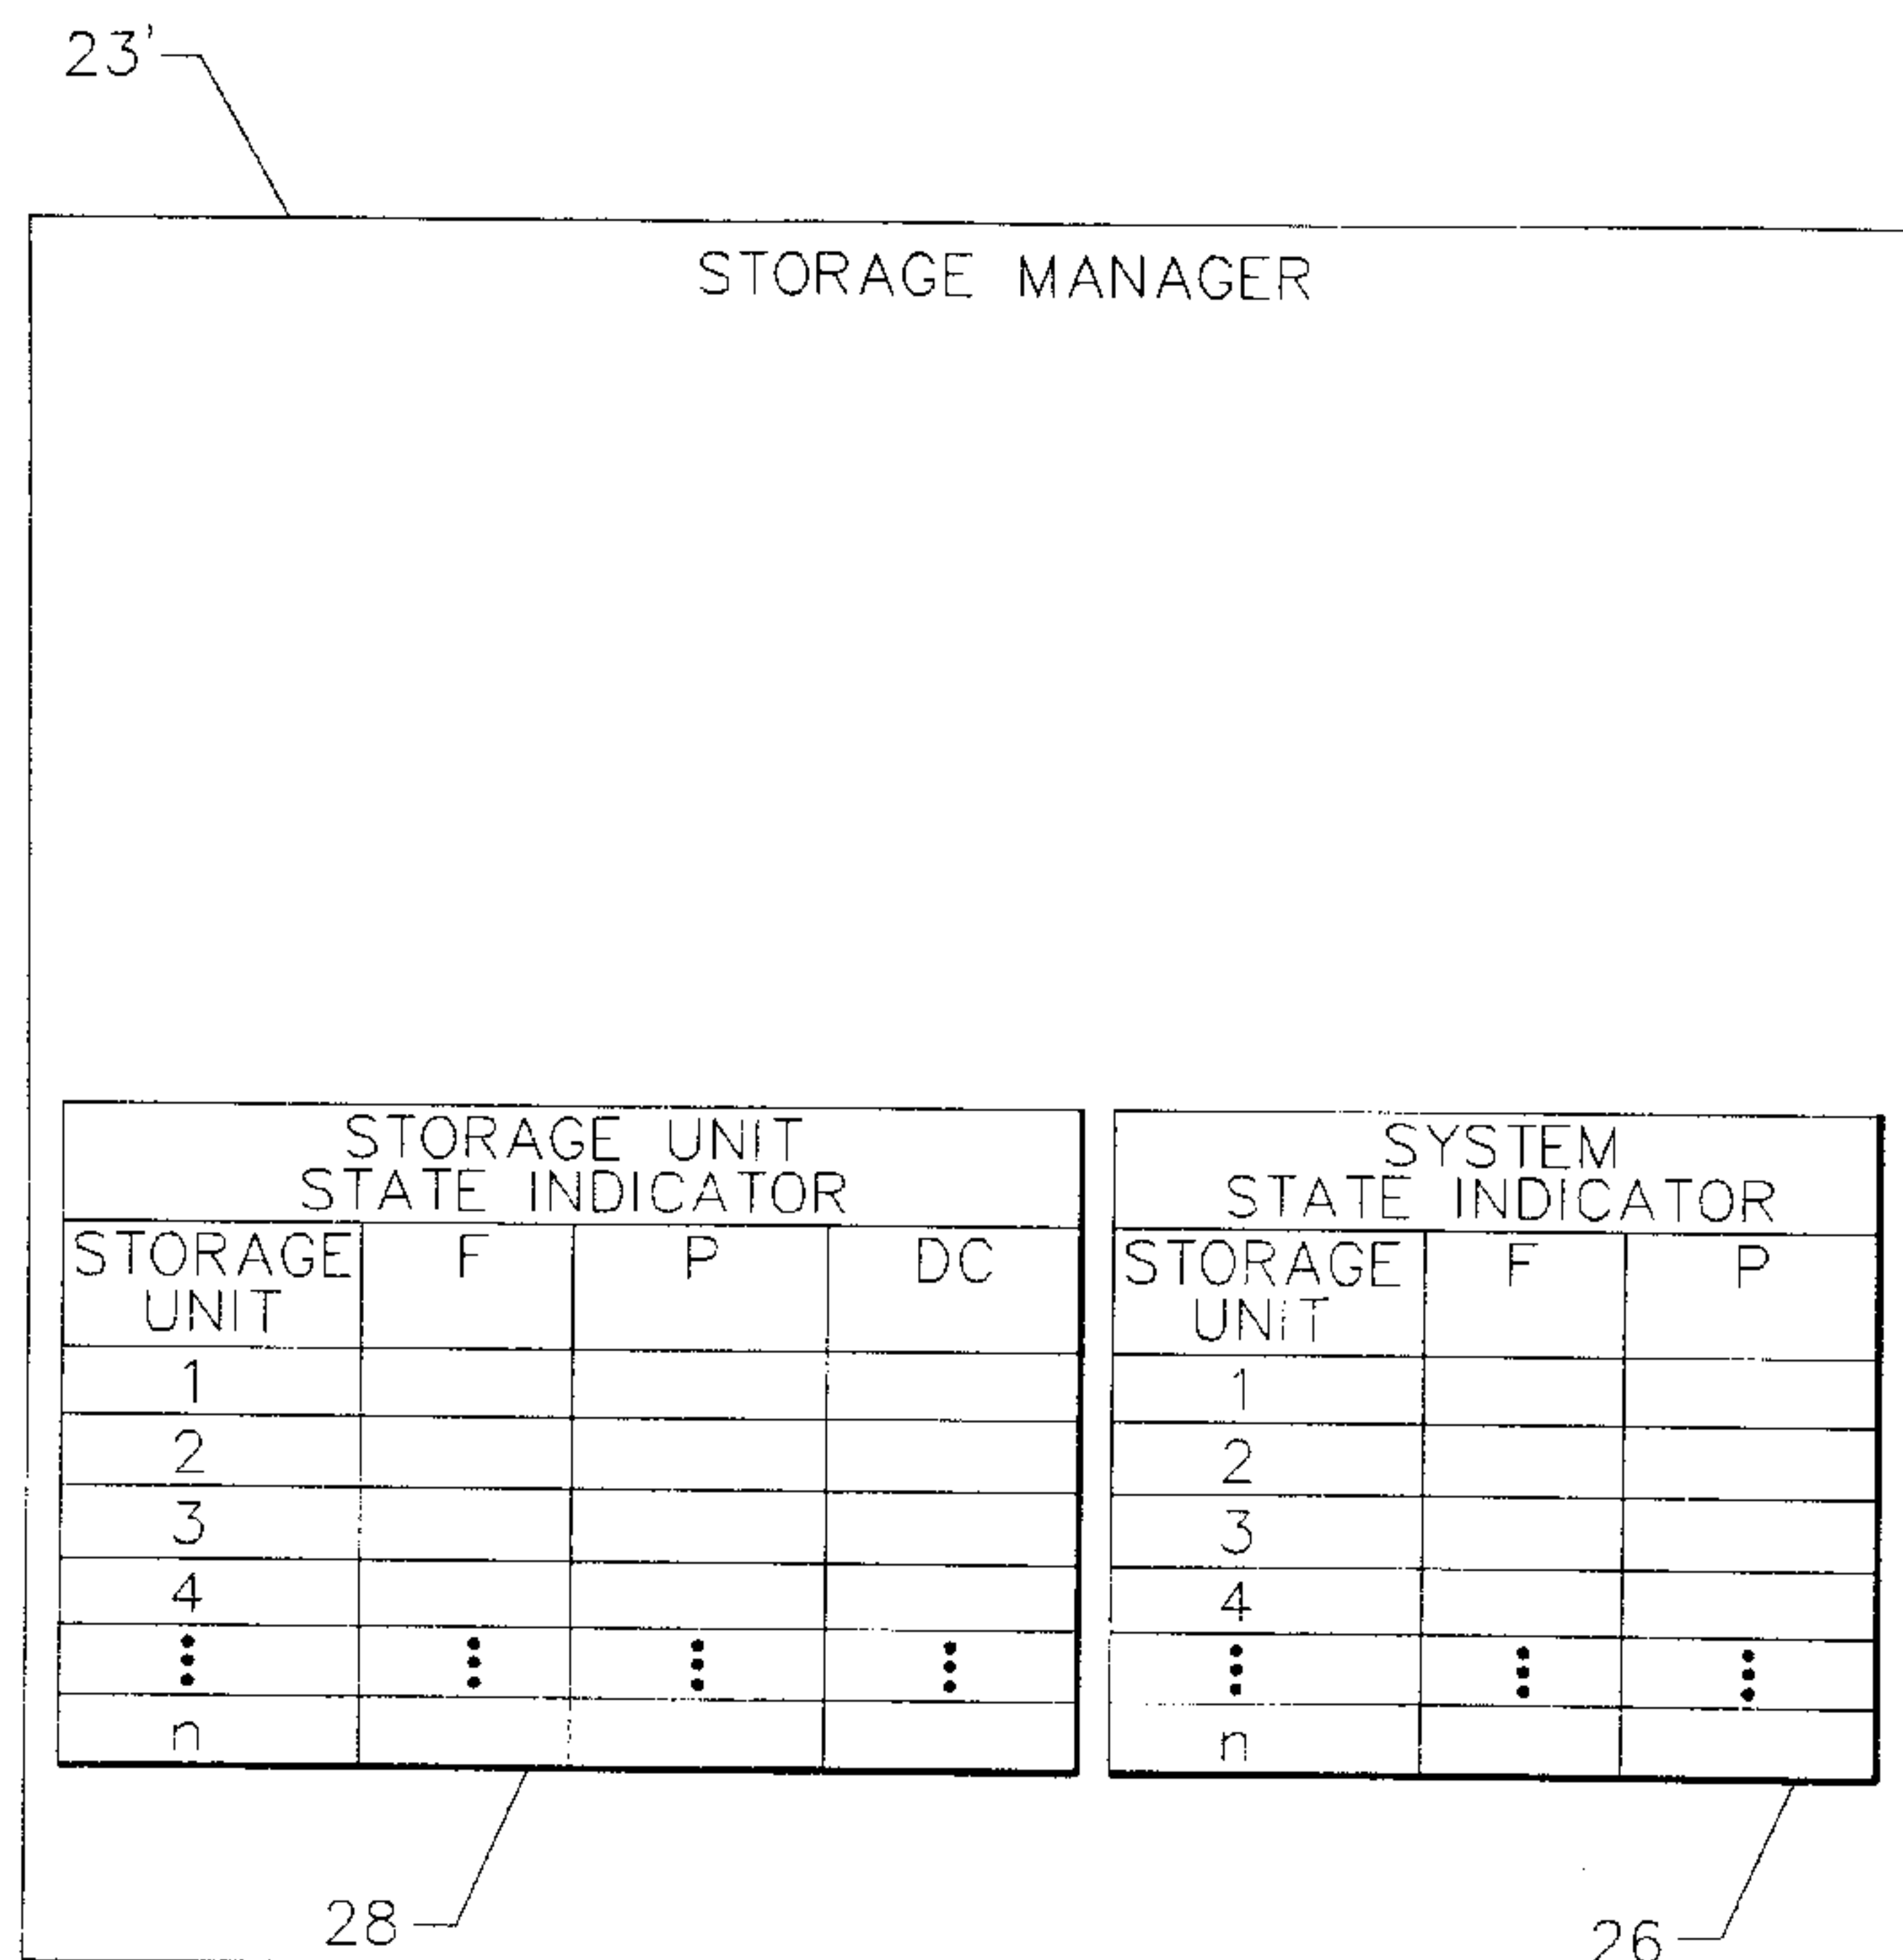 23'
STORAGE MANAGER
STORAGE UNIT
STATE INDICATOR
STORAGE UNIT F P DC
1
2
3
4
n
28
SYSTEM
STATE INDICATOR
STORAGE UNIT F P
1
2
3
4
n
26